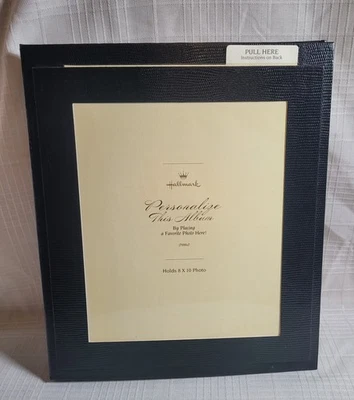 PULL HERE
Instructions on Back
Hallmark
Personalize
This Album
By Placing
a Favorite Photo Here!
Holds 8 X 10 Photo